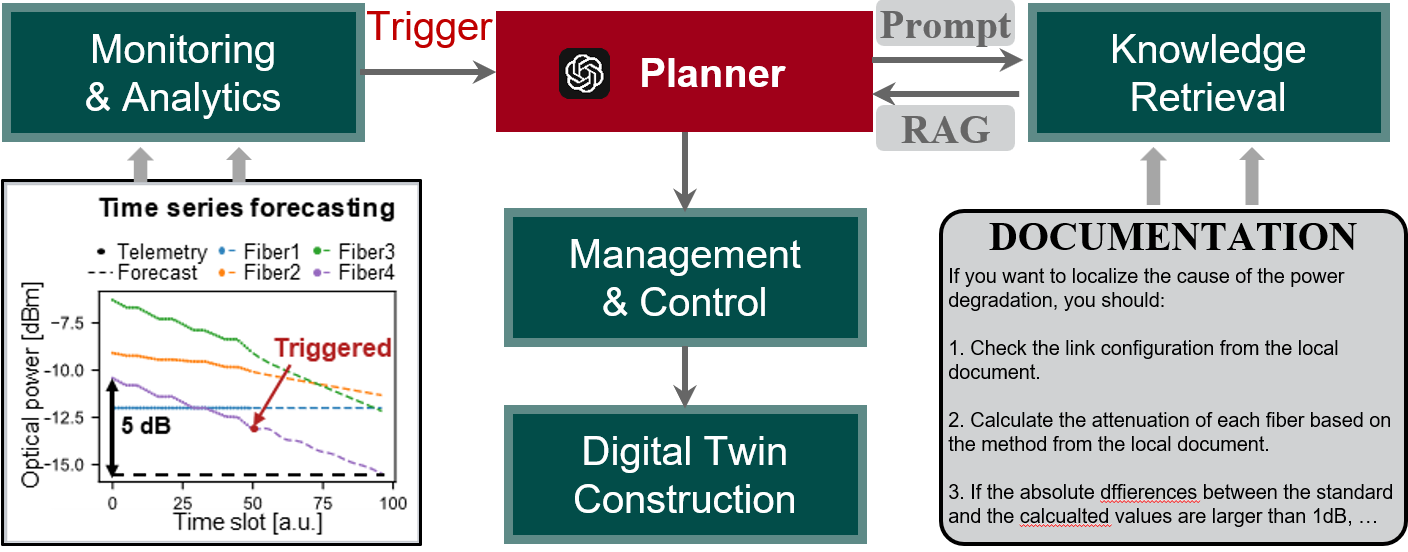 Monitoring
& Analytics
Trigger
Planner
Prompt
RAG
Knowledge
Retrieval
Time series forecasting
Telemetry
Fiber1
Fiber3
Forecast
Fiber2
Fiber4
Optical power [dBm]
−7.5
−10.0
−12.5
−15.0
Triggered
5 dB
0
25
50
75
100
Time slot [a.u.]
Management
& Control
Digital Twin
Construction
DOCUMENTATION
If you want to localize the cause of the power
degradation, you should:
1. Check the link configuration from the local
document.
2. Calculate the attenuation of each fiber based on
the method from the local document.
3. If the absolute dffierences between the standard
and the calcualted values are larger than 1dB, …